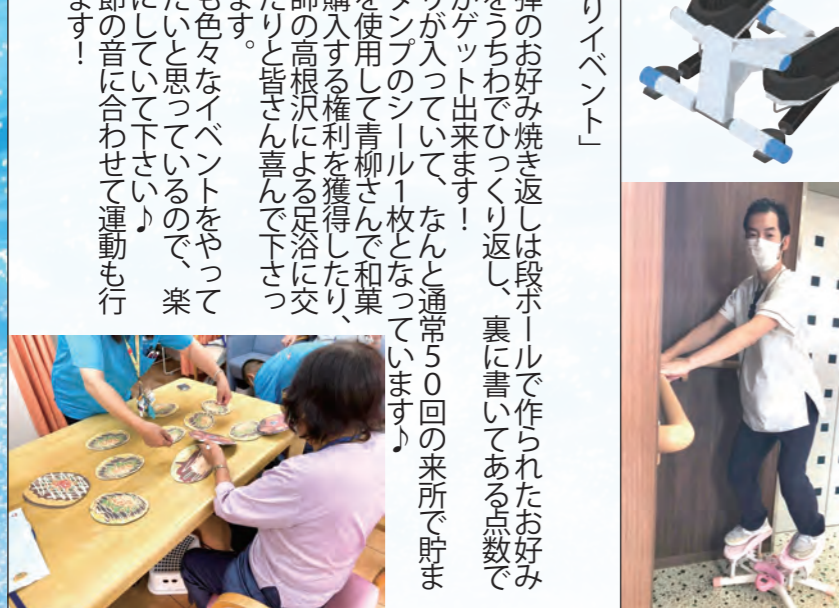 りイベント」
弾のお好み焼き返しは段ボールで作られたお好み
をうちわでひっくり返し、裏に書いてある点数で
がゲット出来ます！
りが入っていて、なんと通常５０回の来所で貯ま
タンプのシール１枚となっています♪
を使用して青柳さんで和菓
購入する権利を獲得したり、
師の高根沢による足浴に交
たりと皆さん喜んで下さっ
ます。
も色々なイベントをやって
たいと思っているので、楽
にしていて下さい♪
節の音に合わせて運動も行
ます！